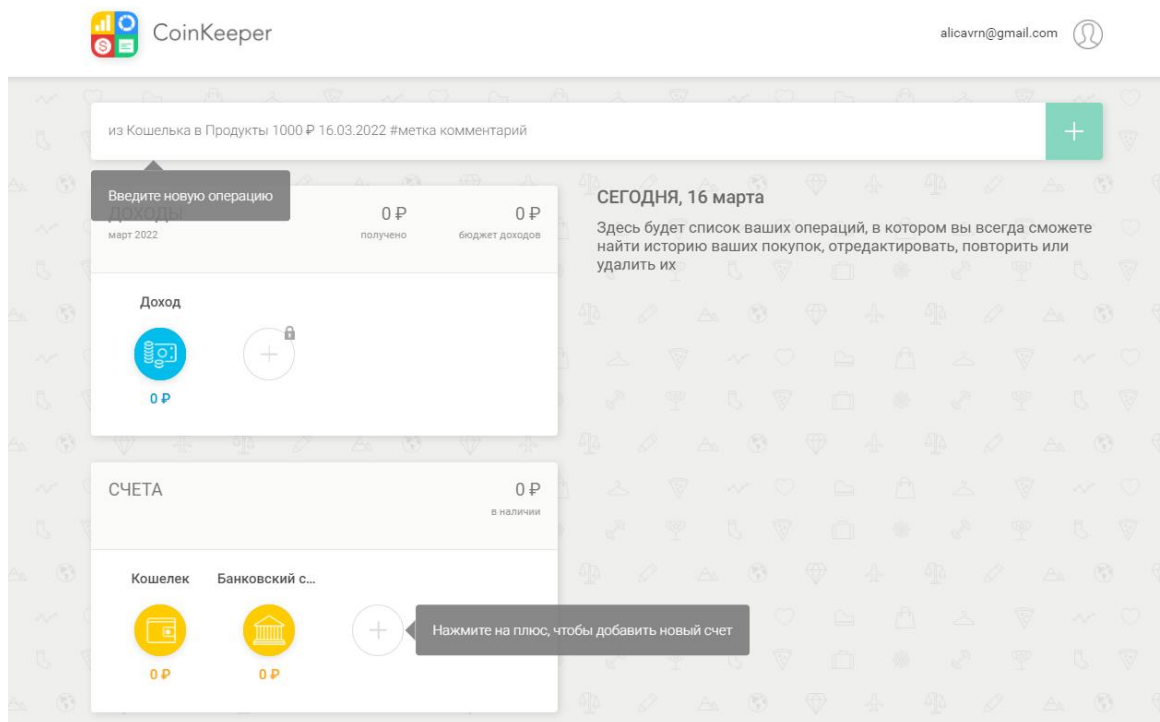 CoinKeeper
alicavrn@gmail.com
из Кошелька в Продукты 1000 ₽ 16.03.2022 #метка комментарий
Введите новую операцию
ДОХОДЫ
март 2022
0 ₽
получено
0 ₽
бюджет доходов
Доход
0 ₽
СЕГОДНЯ, 16 марта
Здесь будет список ваших операций, в котором вы всегда сможете
найти историю ваших покупок, отредактировать, повторить или
удалить их
СЧЕТА
0 ₽
в наличии
Кошелек
Банковский с...
0 ₽
0 ₽
Нажмите на плюс, чтобы добавить новый счет